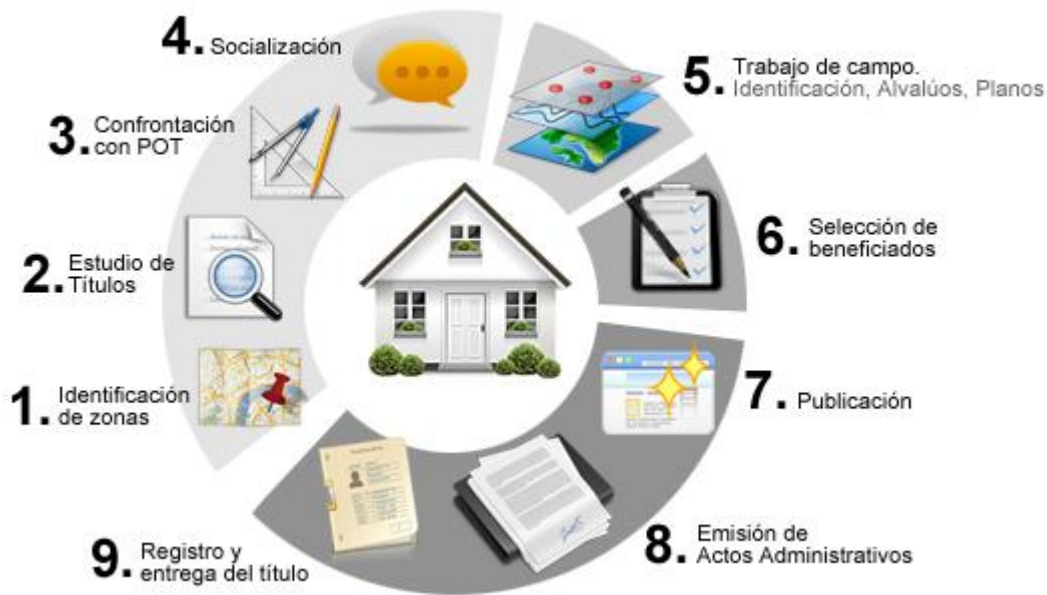 1. Identificación
de zonas
2. Estudio de
Títulos
3. Confrontación
con POT
4. Socialización
5. Trabajo de campo.
Identificación, Alvalúos, Planos
6. Selección de
beneficiados
7. Publicación
8. Emisión de
Actos Administrativos
9. Registro y
entrega del título